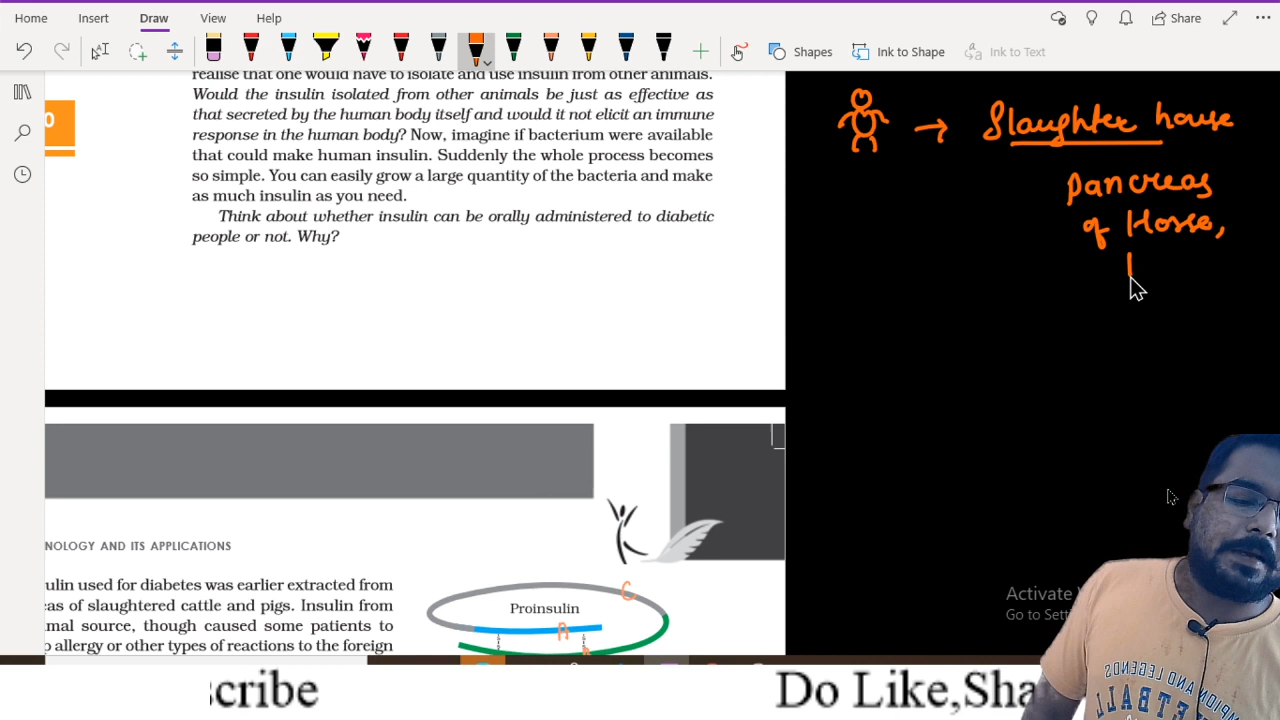 Home Insert Draw View Help Share
Shapes Ink to Shape Ink to Text
realise that one would have to isolate and use insulin from other animals.
Would the insulin isolated from other animals be just as effective as
that secreted by the human body itself and would it not elicit an immune
response in the human body? Now, imagine if bacterium were available
that could make human insulin. Suddenly the whole process becomes
so simple. You can easily grow a large quantity of the bacteria and make
as much insulin as you need.
Think about whether insulin can be orally administered to diabetic
people or not. Why?
0
→ Slaughter house
Pancreas
of Horse,
NOLOGY AND ITS APPLICATIONS
ulin used for diabetes was earlier extracted from
eas of slaughtered cattle and pigs. Insulin from
mal source, though caused some patients to
p allergy or other types of reactions to the foreign
Proinsulin
C
A
Activate
Go to Setti
scribe Do Like,Sha